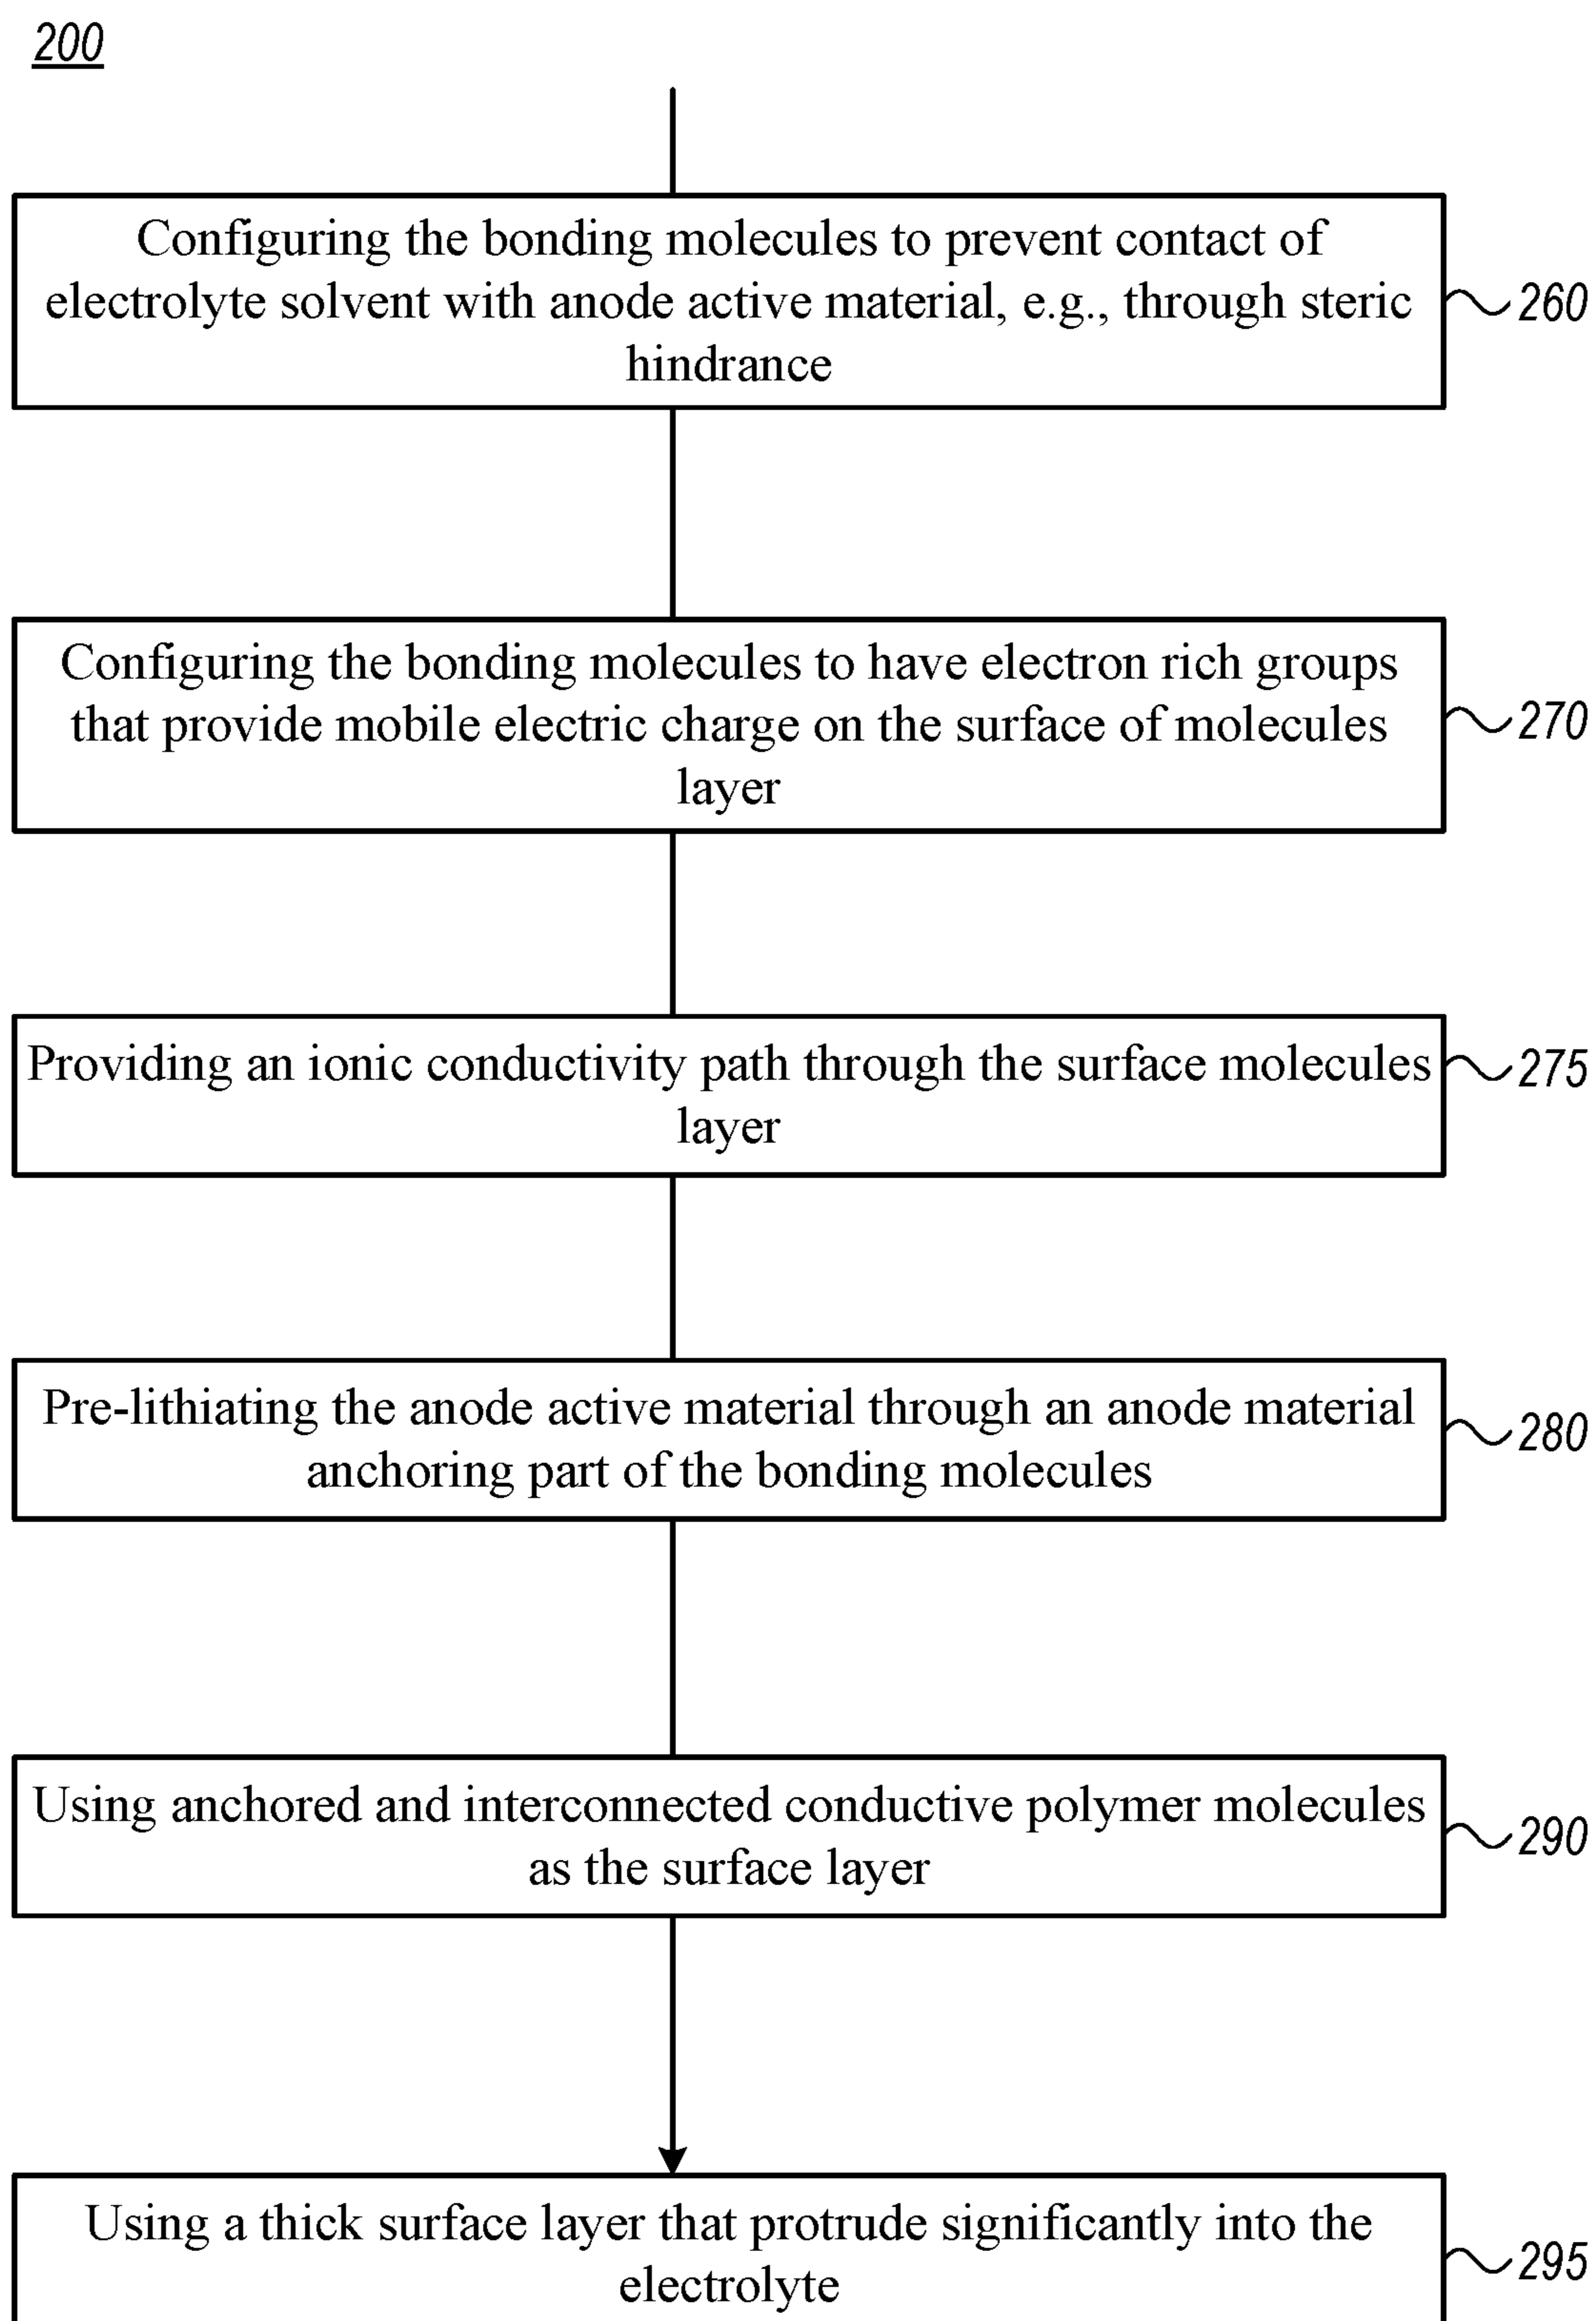 200
Configuring the bonding molecules to prevent contact of
electrolyte solvent with anode active material, e.g., through steric
hindrance
260
Configuring the bonding molecules to have electron rich groups
that provide mobile electric charge on the surface of molecules
layer
270
Providing an ionic conductivity path through the surface molecules
layer
275
Pre-lithiating the anode active material through an anode material
anchoring part of the bonding molecules
280
Using anchored and interconnected conductive polymer molecules
as the surface layer
290
Using a thick surface layer that protrude significantly into the
electrolyte
295